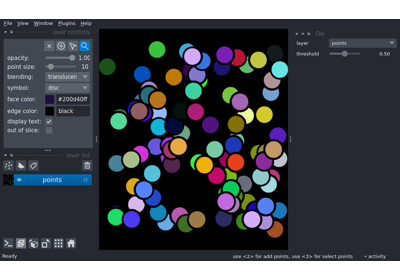 File View Window Plugins Help
layer controls
opacity: 1.00
point size: 10
blending: translucen
symbol: disc
face color: #200d40ff
edge color: black
display text:
out of slice:
layer list
points
layer points
threshold 0.50
Ready
use <2> for add points, use <3> for select points
activity